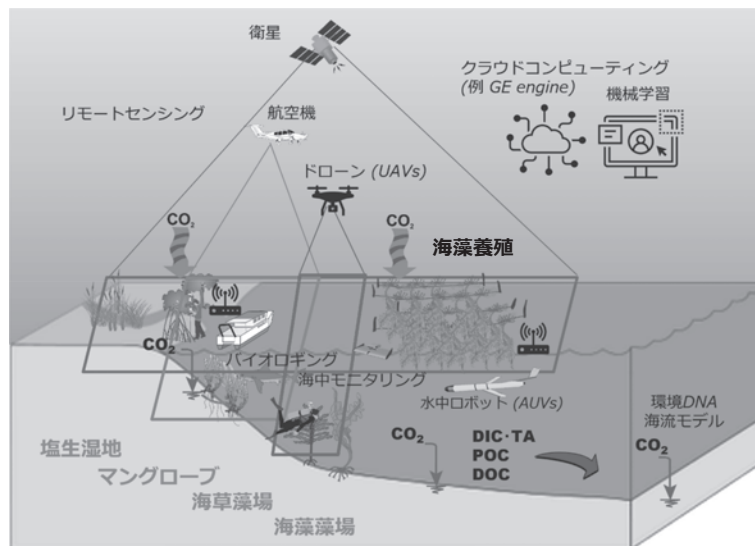 衛星
クラウドコンピューティング
(例 GE engine)
機械学習
リモートセンシング
航空機
ドローン (UAVs)
CO₂
CO₂
海藻養殖
CO₂
バイオロギング
海中モニタリング
水中ロボット (AUVs)
環境DNA
海流モデル
塩生湿地
マングローブ
海草藻場
海藻藻場
CO₂
DIC·TA
POC
DOC
CO₂